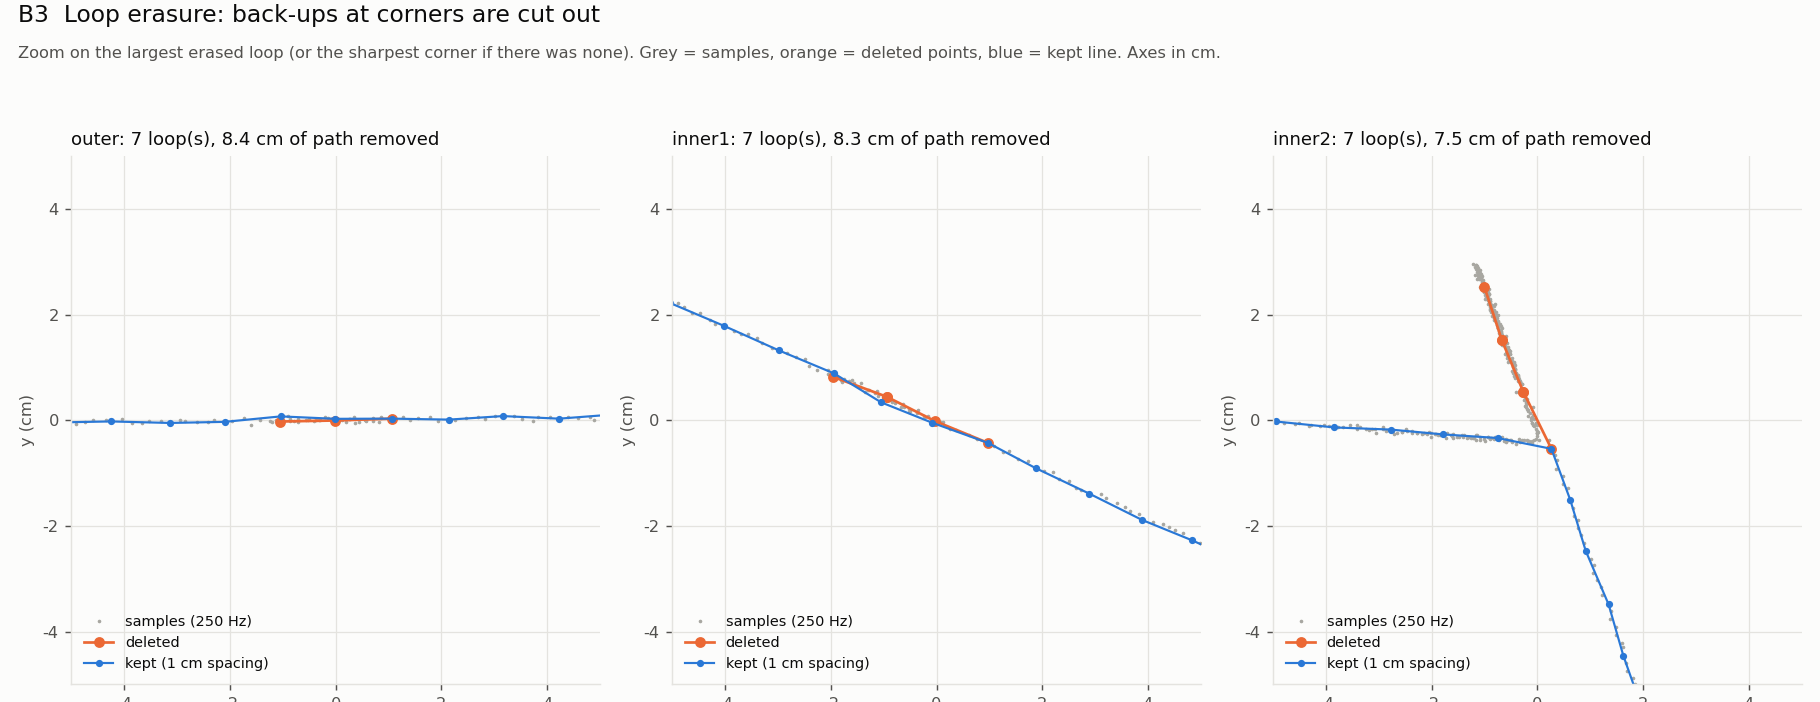 B3 Loop erasure: back-ups at corners are cut out
Zoom on the largest erased loop (or the sharpest corner if there was none). Grey = samples, orange = deleted points, blue = kept line. Axes in cm.
outer: 7 loop(s), 8.4 cm of path removed
4
2
0
-2
-4
y (cm)
samples (250 Hz)
deleted
kept (1 cm spacing)
inner1: 7 loop(s), 8.3 cm of path removed
4
2
0
-2
-4
y (cm)
samples (250 Hz)
deleted
kept (1 cm spacing)
inner2: 7 loop(s), 7.5 cm of path removed
4
2
0
-2
-4
y (cm)
samples (250 Hz)
deleted
kept (1 cm spacing)